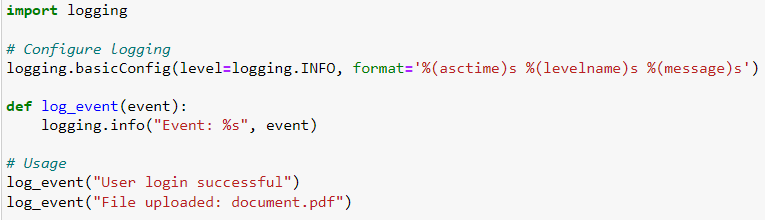 import logging

# Configure logging
logging.basicConfig(level=logging.INFO, format='%(asctime)s %(levelname)s %(message)s')

def log_event(event):
    logging.info("Event: %s", event)

# Usage
log_event("User login successful")
log_event("File uploaded: document.pdf")